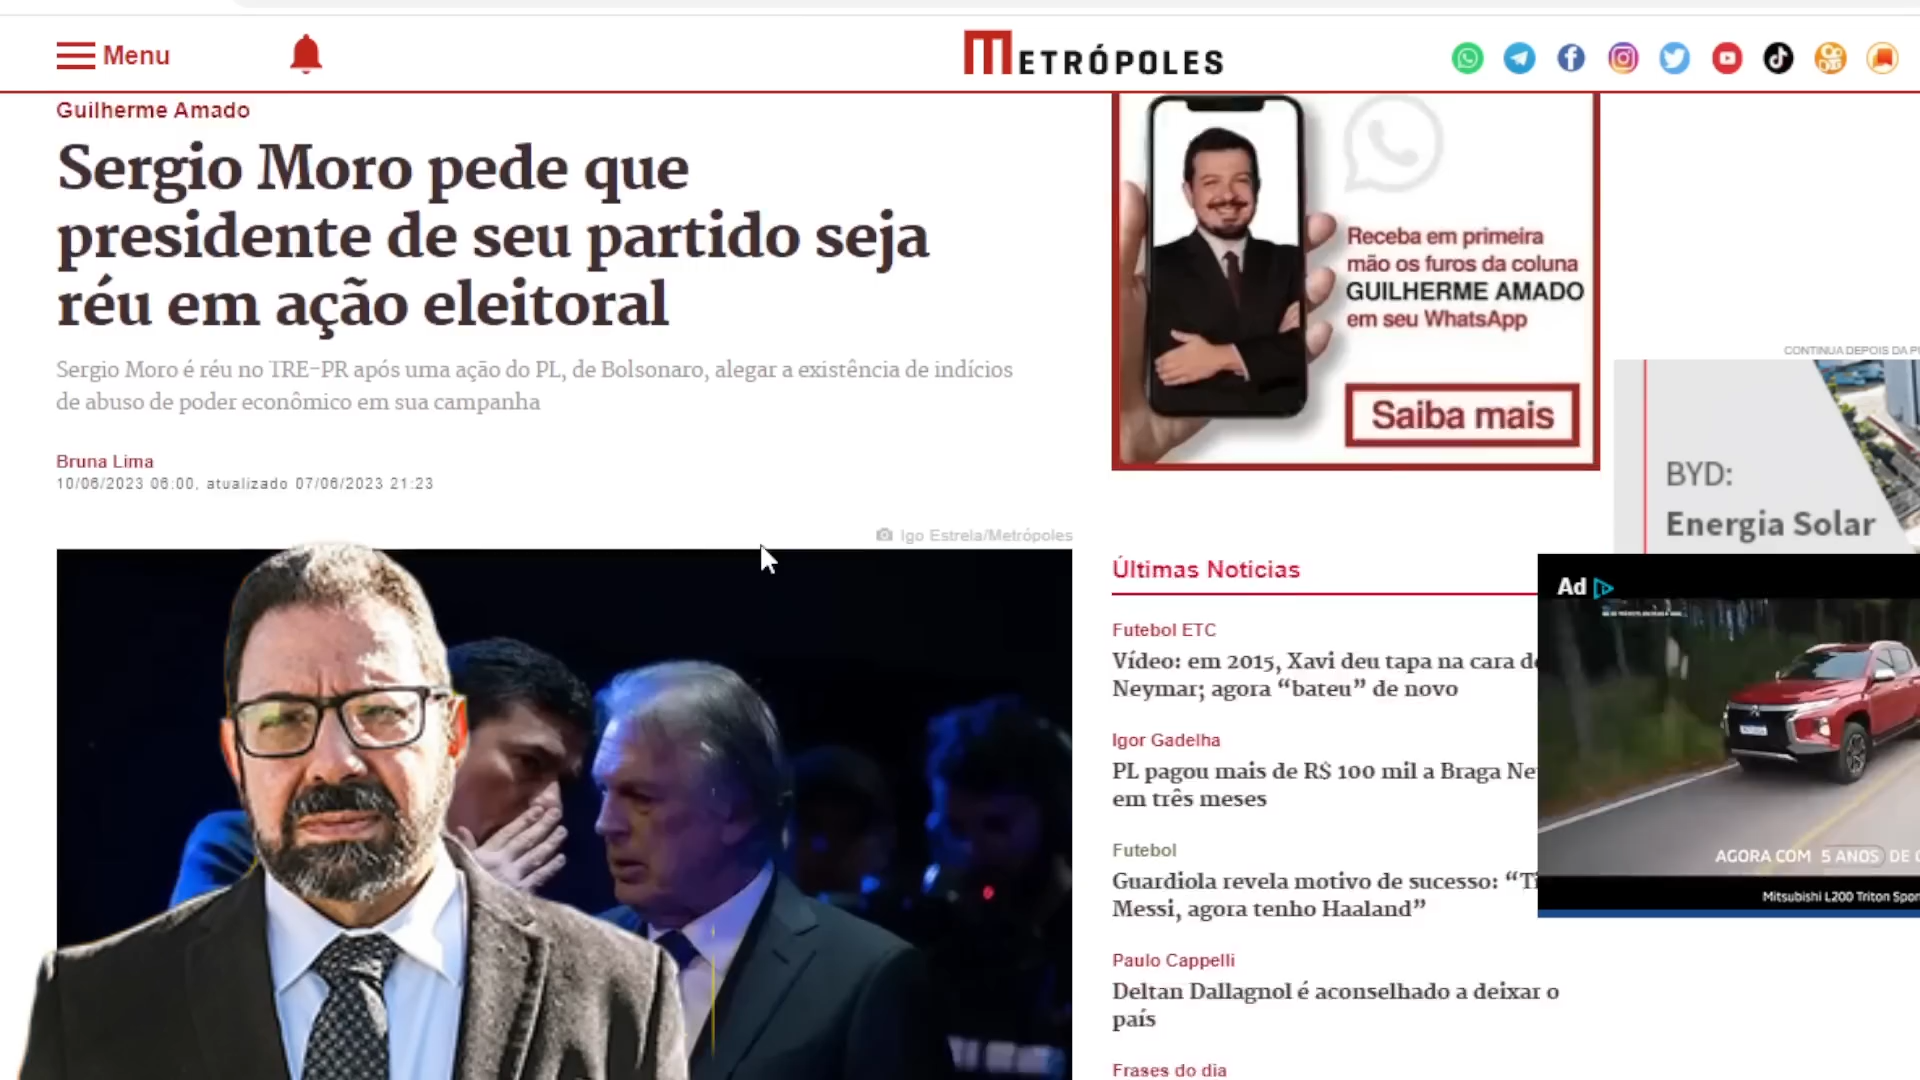 Menu
METRÓPOLES
Guilherme Amado
Sergio Moro pede que
presidente de seu partido seja
réu em ação eleitoral
Sergio Moro é réu no TRE-PR após uma ação do PL, de Bolsonaro, alegar a existência de indícios
de abuso de poder econômico em sua campanha
Bruna Lima
10/06/2023 06:00, atualizado 07/06/2023 21:23
Igo Estrela/Metrópoles
Receba em primeira
mão os furos da coluna
GUILHERME AMADO
em seu WhatsApp
Saiba mais
CONTINUA DEPOIS DA
BYD:
Energia Solar
Últimas Notícias
Futebol ETC
Vídeo: em 2015, Xavi deu tapa na cara
Neymar; agora “bateu” de novo
Igor Gadelha
PL pagou mais de R$ 100 mil a Braga
em três meses
Futebol
Guardiola revela motivo de sucesso:
Messi, agora tenho Haaland”
Paulo Cappelli
Deltan Dallagnol é aconselhado a deixar o
país
Frases do dia
Ad
AGORA COM 5 ANOS DE
Mitsubishi L200 Triton